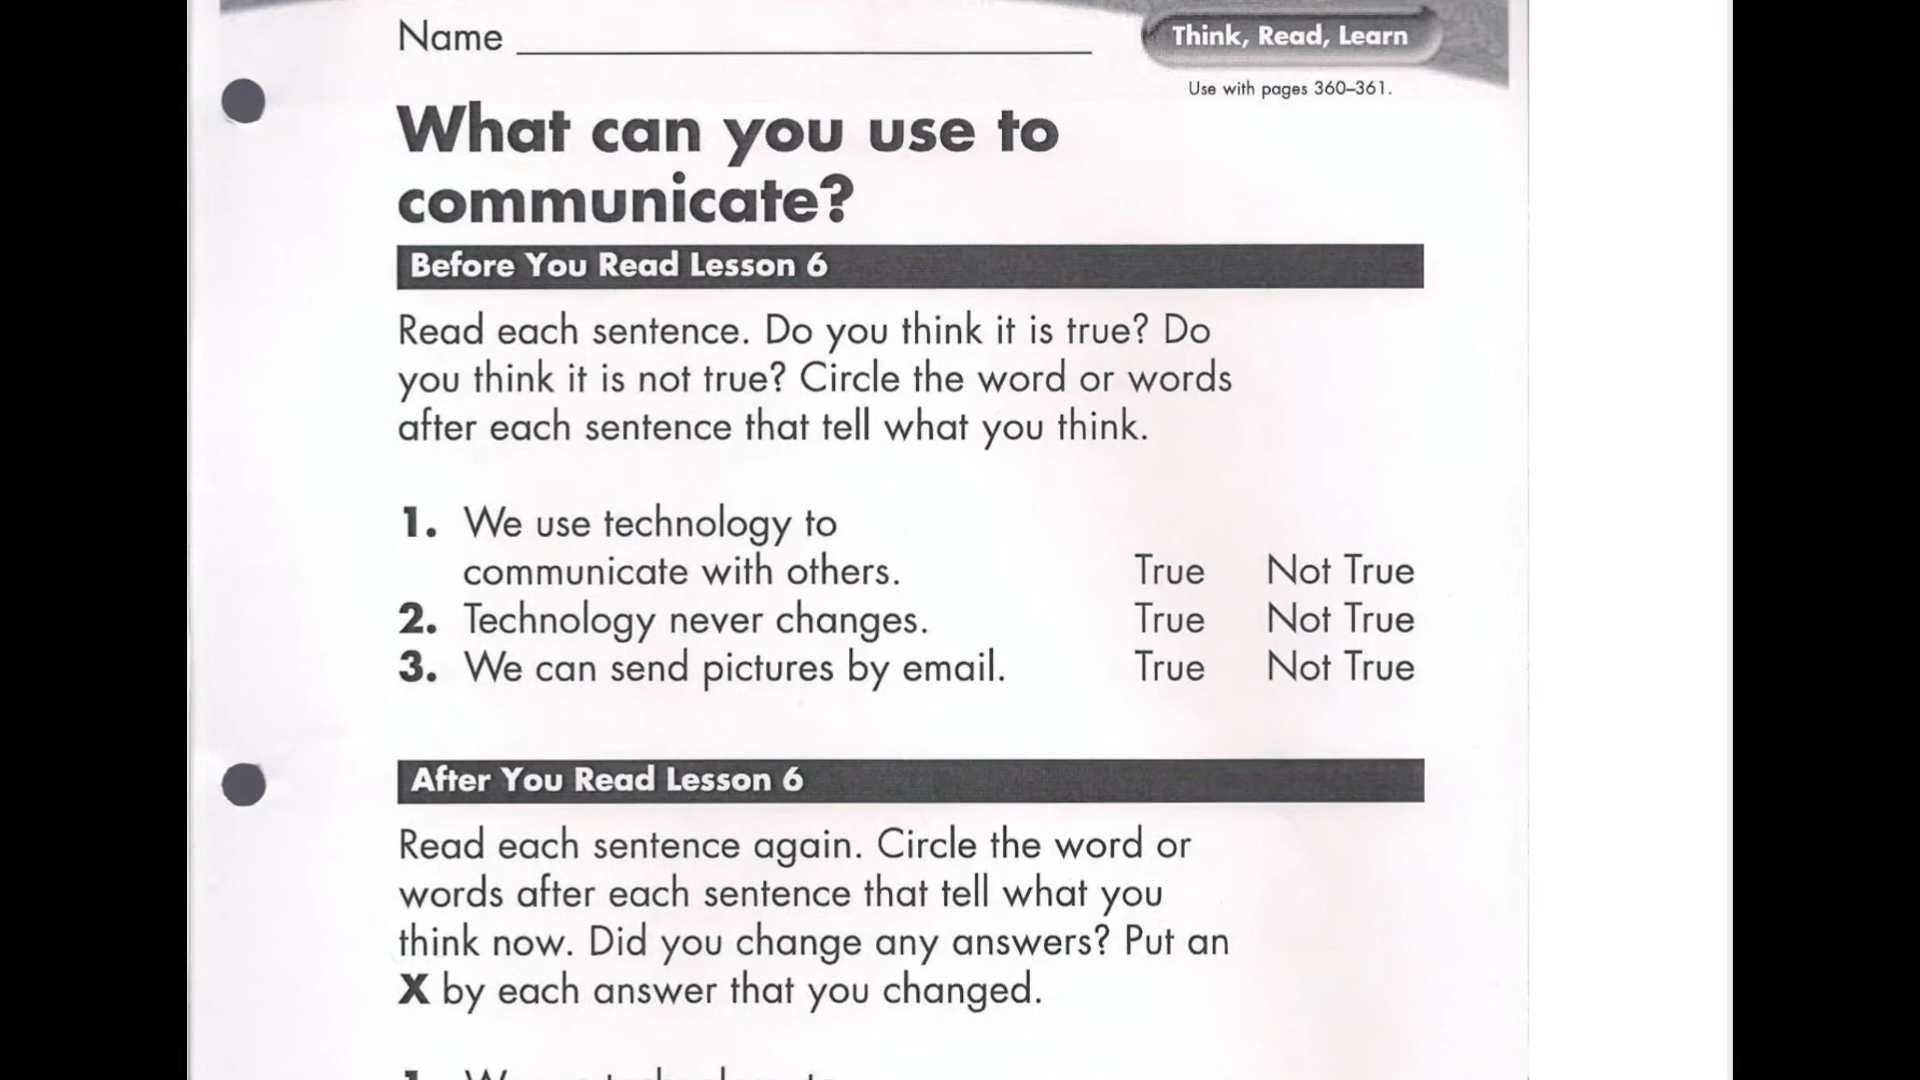 Name
Think, Read, Learn
Use with pages 360–361.
What can you use to
communicate?
Before You Read Lesson 6
Read each sentence. Do you think it is true? Do
you think it is not true? Circle the word or words
after each sentence that tell what you think.
1. We use technology to
communicate with others. True Not True
2. Technology never changes. True Not True
3. We can send pictures by email. True Not True
After You Read Lesson 6
Read each sentence again. Circle the word or
words after each sentence that tell what you
think now. Did you change any answers? Put an
X by each answer that you changed.
1. We use technology to